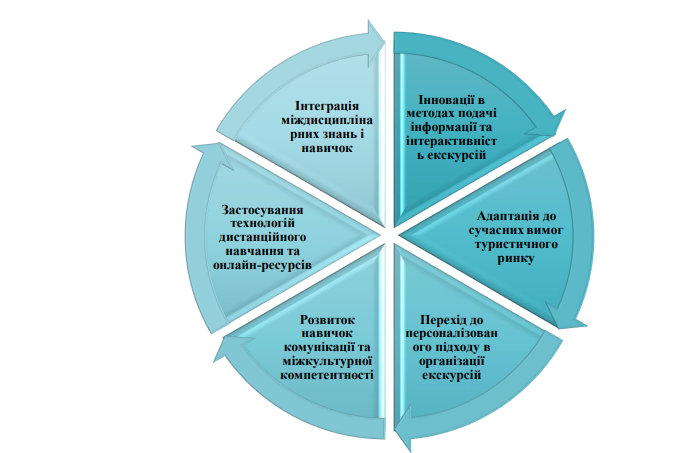 Інновації в
методах подачі
інформації та
інтерактивніст
ь екскурсій
Адаптація до
сучасних вимог
туристичного
ринку
Перехід до
персоналізован
ого підходу в
організації
екскурсій
Розвиток
навичок
комунікації та
міжкультурної
компетентності
Застосування
технологій
дистанційного
навчання та
онлайн-ресурсів
Інтеграція
міждисципліна
рних знань і
навичок